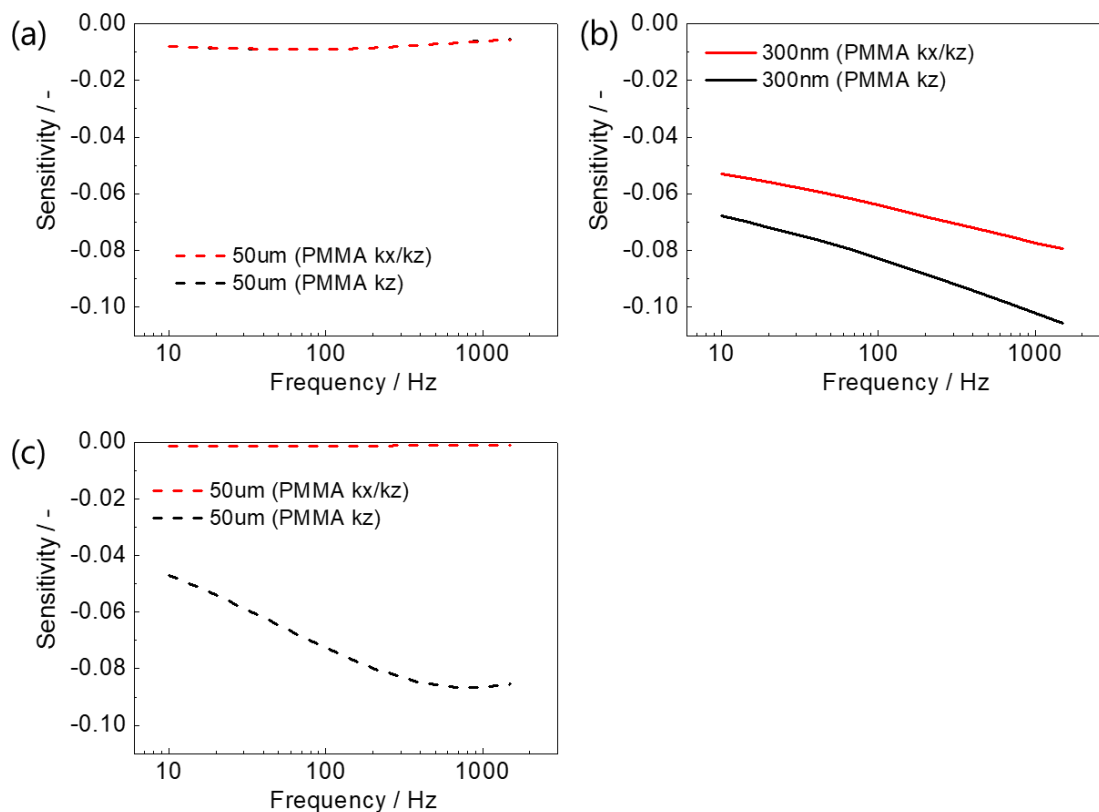 (a)
0.00
-0.02
-0.04
-0.06
-0.08
-0.10
Sensitivity / -
50um (PMMA kx/kz)
50um (PMMA kz)
10
100
1000
Frequency / Hz
(b)
0.00
-0.02
-0.04
-0.06
-0.08
-0.10
Sensitivity / -
300nm (PMMA kx/kz)
300nm (PMMA kz)
10
100
1000
Frequency / Hz
(c)
0.00
-0.02
-0.04
-0.06
-0.08
-0.10
Sensitivity / -
50um (PMMA kx/kz)
50um (PMMA kz)
10
100
1000
Frequency / Hz